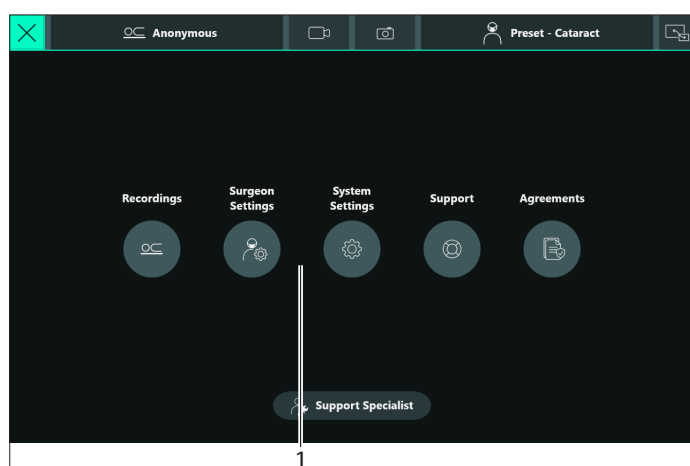 Anonymous
Preset - Cataract
Recordings
Surgeon
Settings
System
Settings
Support
Agreements
Support Specialist
1